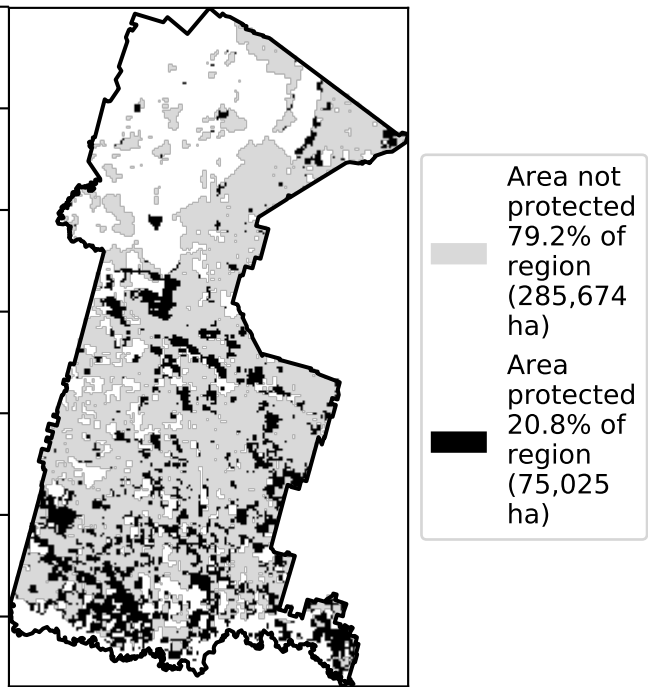 Area not
protected
79.2% of
region
(285,674
ha)
Area
protected
20.8% of
region
(75,025
ha)